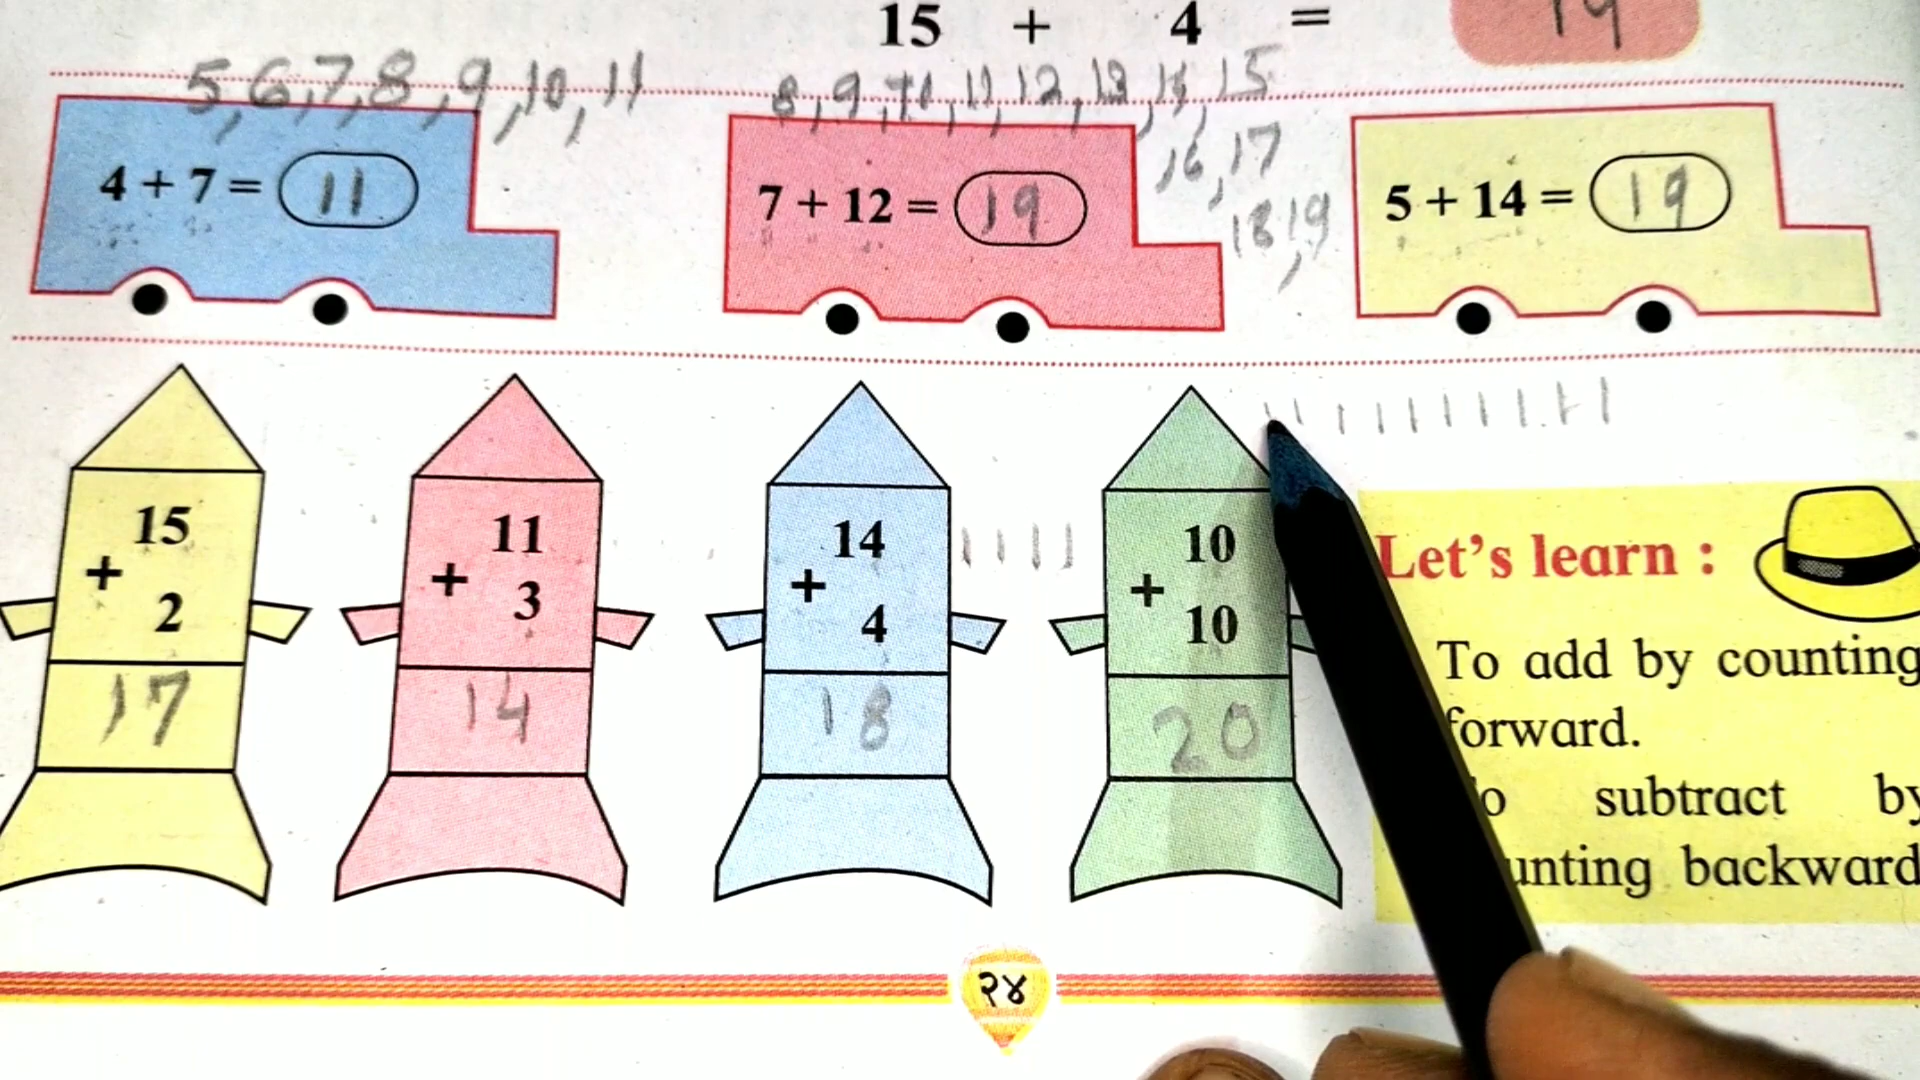 15 + 4 = 19
5,6,7,8,9,10,11
8,9,10,11,12,13,14,15
16,17
18,19
4 + 7 = 11
7 + 12 = 19
5 + 14 = 19
15
+
2
17
11
+
3
14
14
+
4
18
10
+
10
20
Let's learn :
To add by counting
forward.
subtract by
backward
२४